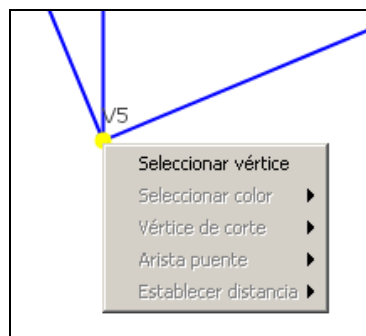 V5
Seleccionar vértice
Seleccionar color
Vértice de corte
Arista puente
Establecer distancia